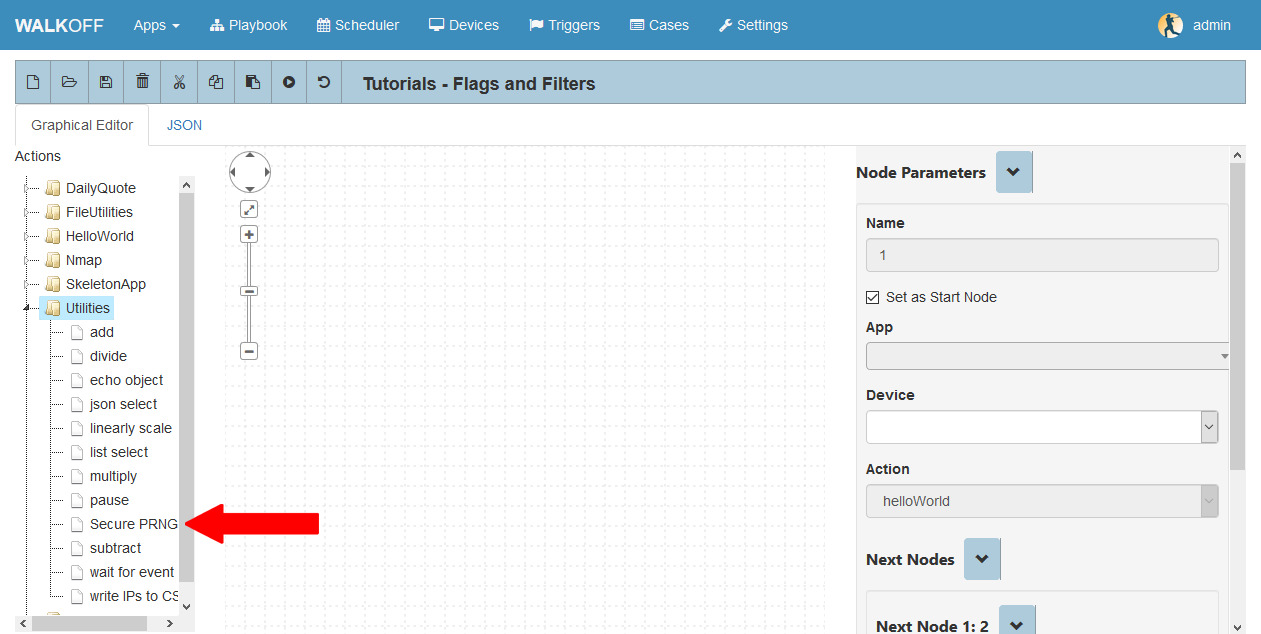 WALKOFF Apps Playbook Scheduler Devices Triggers Cases Settings admin
Tutorials - Flags and Filters
Graphical Editor JSON
Actions
DailyQuote
FileUtilities
HelloWorld
Nmap
SkeletonApp
Utilities
add
divide
echo object
json select
linearly scale
list select
multiply
pause
Secure PRNG
subtract
wait for event
write IPs to CS
Node Parameters
Name
1
Set as Start Node
App
Device
Action
helloWorld
Next Nodes
Next Node 1: 2